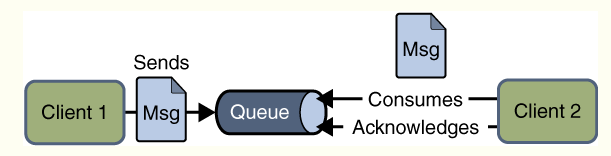 Msg
Sends
Client 1
Msg
Queue
Consumes
Acknowledges
Client 2